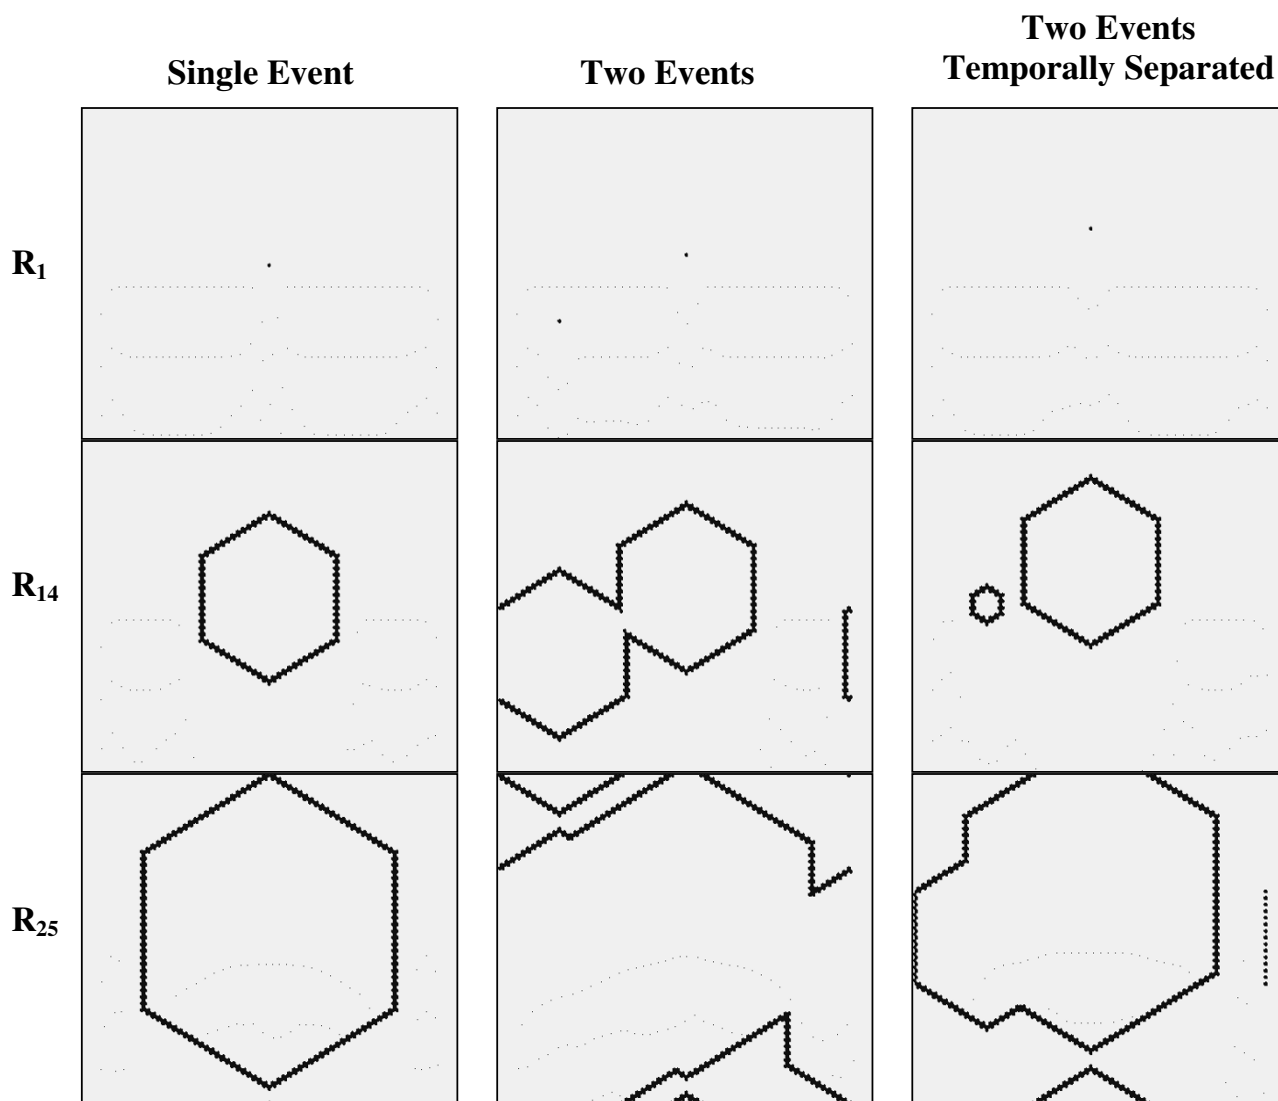 Single Event
Two Events
Two Events
Temporally Separated
R₁
R₁₄
R₂₅